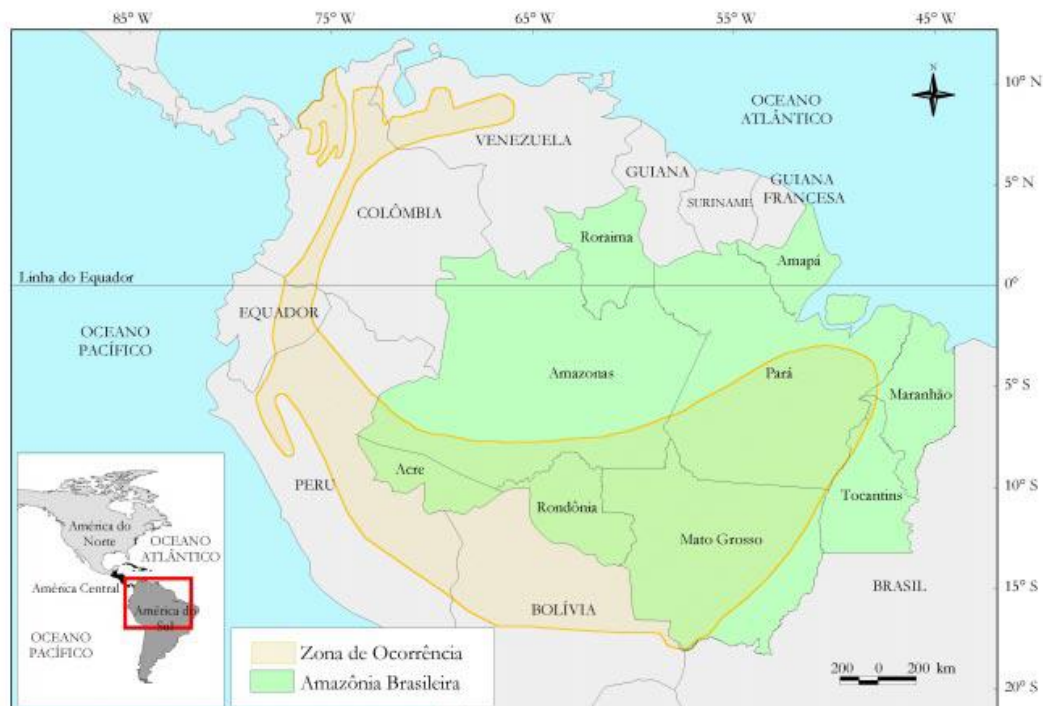 85° W 75° W 65° W 55° W 45° W
N
10° N
OCEANO
ATLÂNTICO
VENEZUELA
GUIANA
GUIANA
FRANCESA
SURINAME
5° N
COLÔMBIA
Roraima
Amapá
Linha do Equador
0°
EQUADOR
OCEANO
PACÍFICO
Amazonas
Pará
Maranhão
5° S
PERU
Acre
Rondônia
Tocantins
10° S
Mato Grosso
BRASIL
BOLÍVIA
15° S
América do
Norte
OCEANO
ATLÂNTICO
América Central
América do
Sul
OCEANO
PACÍFICO
Zona de Ocorrência
Amazônia Brasileira
200 0 200 km
20° S